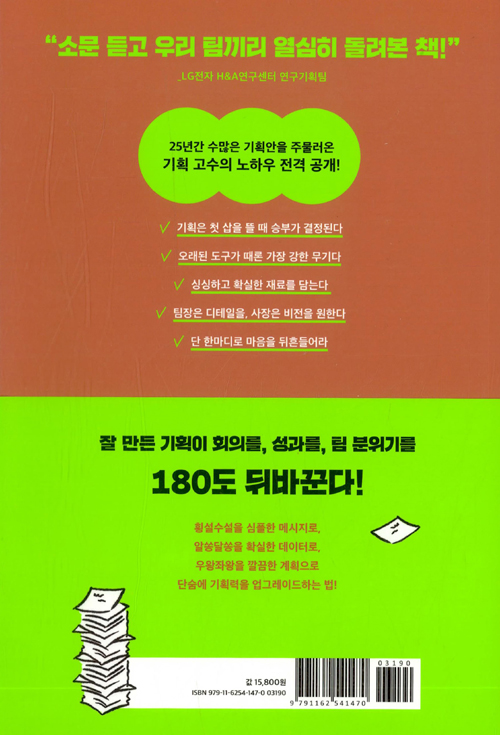 “소문 듣고 우리 팀끼리 열심히 돌려본 책!”
_LG전자 H&A연구센터 연구기획팀
25년간 수많은 기획안을 주물러온
기획 고수의 노하우 전격 공개!
기획은 첫 삽을 뜰 때 승부가 결정된다
오래된 도구가 때론 가장 강한 무기다
싱싱하고 확실한 재료를 담는다
팀장은 디테일을, 사장은 비전을 원한다
단 한마디로 마음을 뒤흔들어라
잘 만든 기획이 회의를, 성과를, 팀 분위기를
180도 뒤바꾼다!
횡설수설을 심플한 메시지로,
알쏭달쏭을 확실한 데이터로,
우왕좌왕을 깔끔한 계획으로
단숨에 기획력을 업그레이드하는 법!
값 15,800원
ISBN 979-11-6254-147-0 03190
03190
9 791162 541470